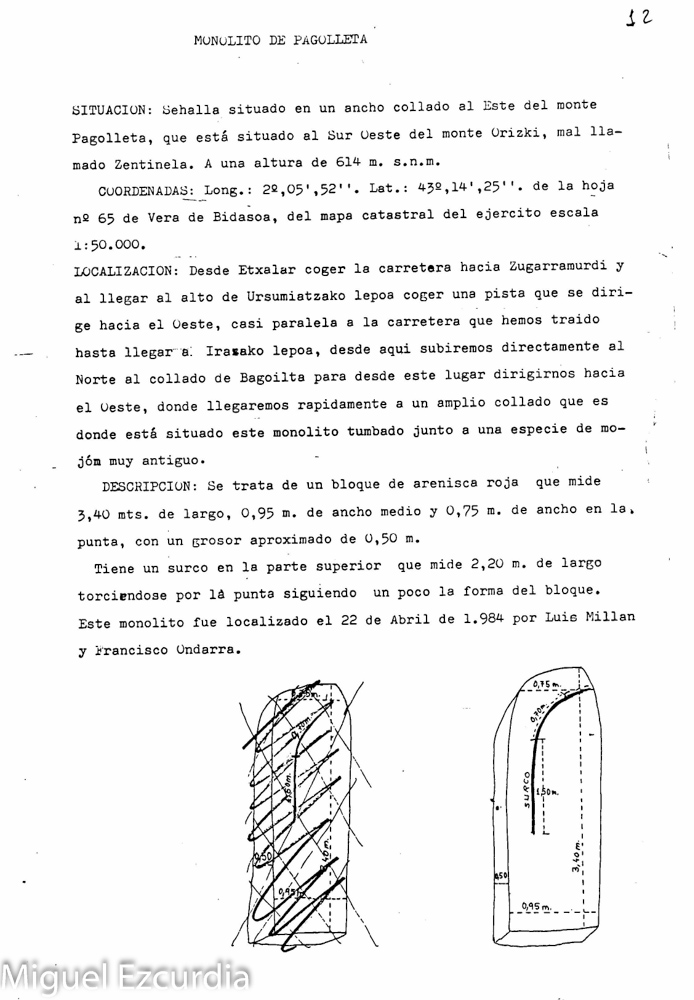 12
MONOLITO DE PAGOLLETA
SITUACION: Sehalla situado en un ancho collado al Este del monte
Pagolleta, que está situado al Sur Oeste del monte Orizki, mal lla-
mado Zentinela. A una altura de 614 m. s.n.m.
COORDENADAS: Long.: 2º,05',52''. Lat.: 43º,14',25''. de la hoja
nº 65 de Vera de Bidasoa, del mapa catastral del ejercito escala
1:50.000.
LOCALIZACION: Desde Etxalar coger la carretera hacia Zugarramurdi y
al llegar al alto de Ursumiatzako lepoa coger una pista que se diri-
ge hacia el Oeste, casi paralela a la carretera que hemos traido
hasta llegar a Irasako lepoa, desde aqui subiremos directamente al
Norte al collado de Bagoilta para desde este lugar dirigirnos hacia
el Oeste, donde llegaremos rapidamente a un amplio collado que es
donde está situado este monolito tumbado junto a una especie de mo-
jóm muy antiguo.
DESCRIPCION: Se trata de un bloque de arenisca roja que mide
3,40 mts. de largo, 0,95 m. de ancho medio y 0,75 m. de ancho en la,
punta, con un grosor aproximado de 0,50 m.
Tiene un surco en la parte superior que mide 2,20 m. de largo
torciendose por la punta siguiendo un poco la forma del bloque.
Este monolito fue localizado el 22 de Abril de 1.984 por Luis Millan
y Francisco Ondarra.
0,70m.
0,50
3,40m.
0,95m
0,75 m.
0,70m.
SURCO
1,50m.
3,40m.
0,50
0,95m.
Miguel Ezcurdia